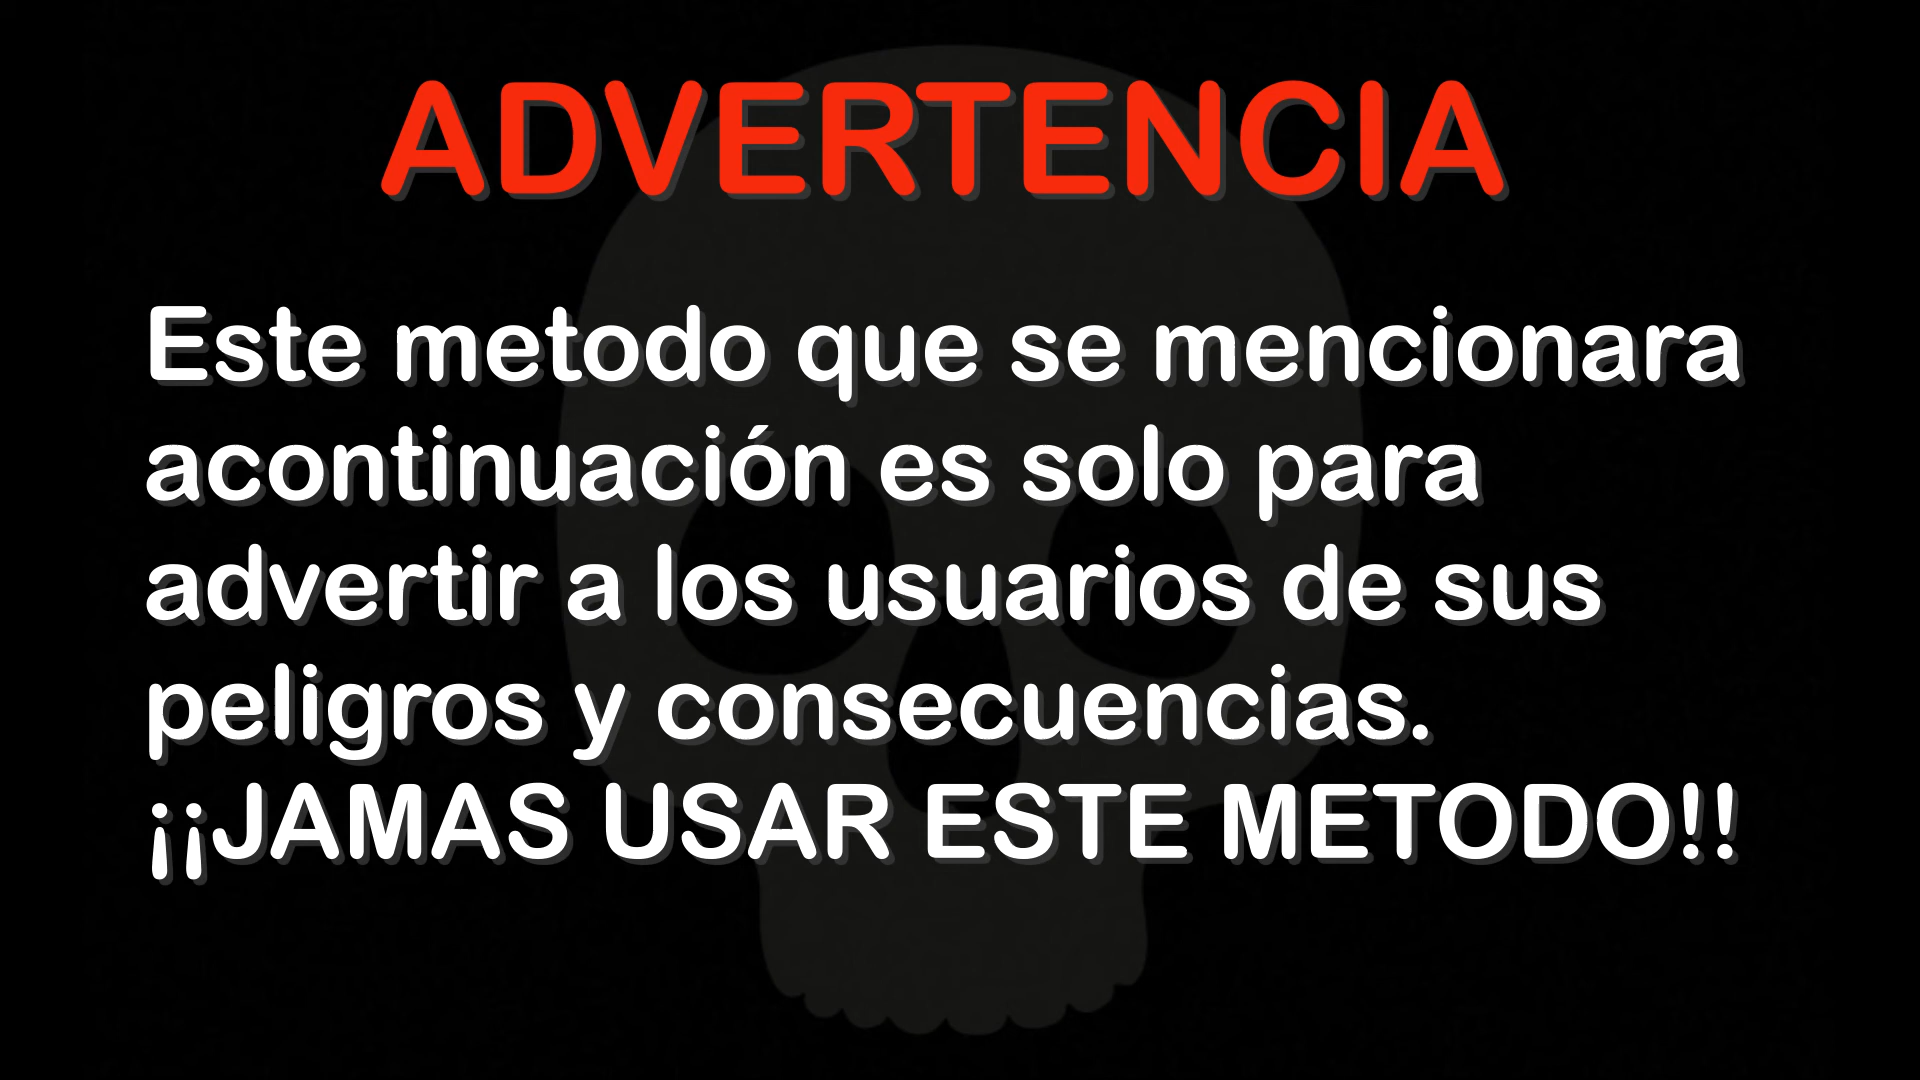 ADVERTENCIA
Este metodo que se mencionara
acontinuación es solo para
advertir a los usuarios de sus
peligros y consecuencias.
¡¡JAMAS USAR ESTE METODO!!